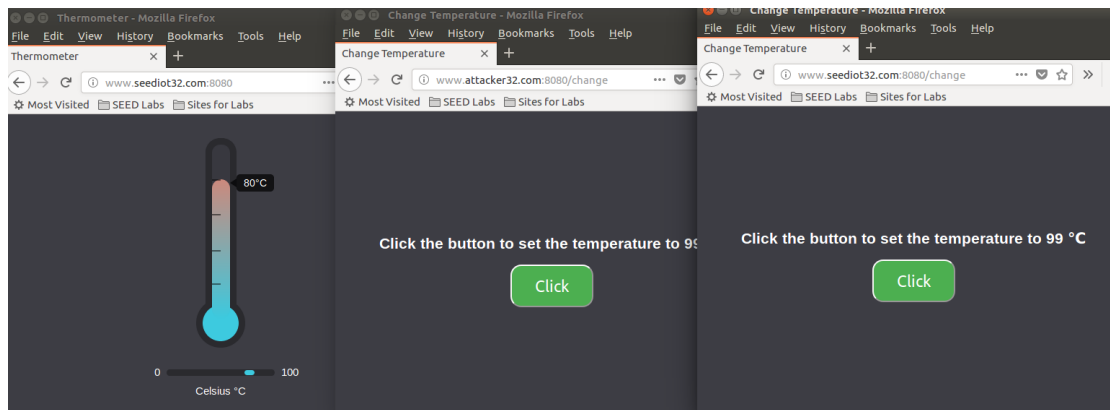 Thermometer - Mozilla Firefox
File Edit View History Bookmarks Tools Help
Thermometer × +
www.seediot32.com:8080 •••
Most Visited SEED Labs Sites for Labs
80°C
0 100
Celsius °C
Change Temperature - Mozilla Firefox
File Edit View History Bookmarks Tools Help
Change Temperature × +
www.attacker32.com:8080/change •••
Most Visited SEED Labs Sites for Labs
Click the button to set the temperature to 99
Click
Change Temperature - Mozilla Firefox
File Edit View History Bookmarks Tools Help
Change Temperature × +
www.seediot32.com:8080/change ••• »
Most Visited SEED Labs Sites for Labs
Click the button to set the temperature to 99 °C
Click